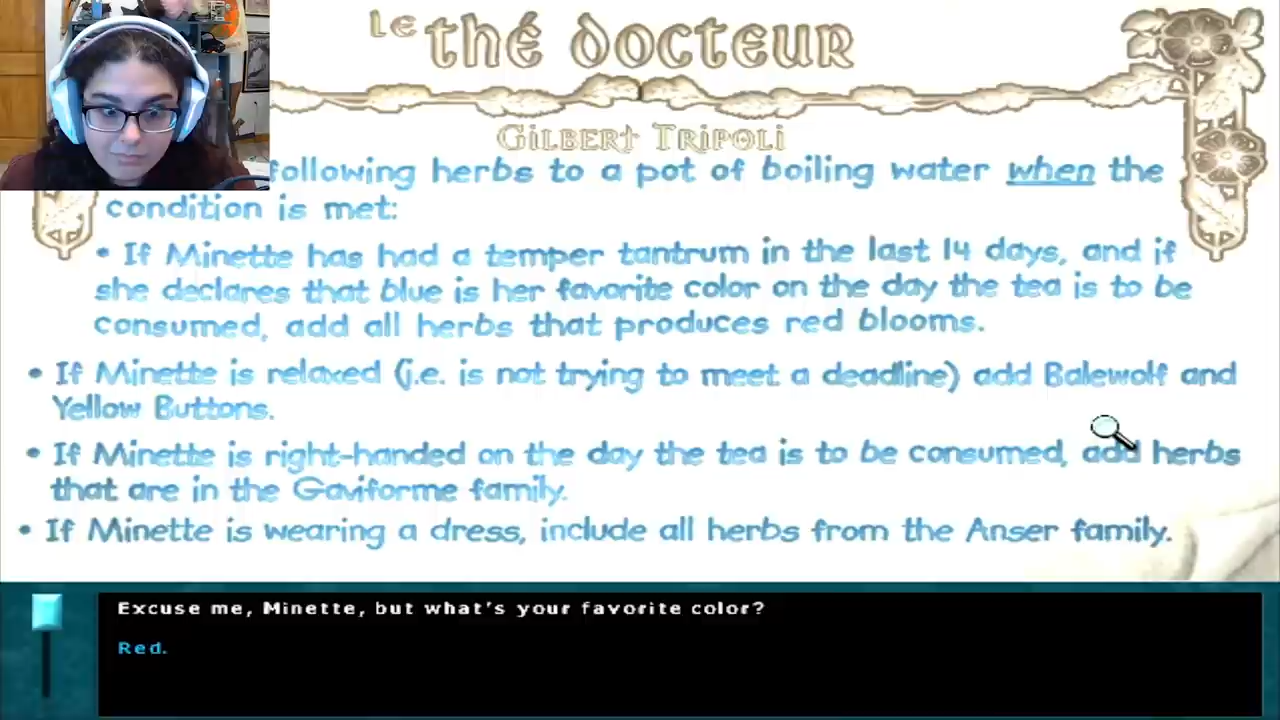 Le thé docteur
Gilbert Tripoli
following herbs to a pot of boiling water when the
condition is met:
• If Minette has had a temper tantrum in the last 14 days, and if
she declares that blue is her favorite color on the day the tea is to be
consumed, add all herbs that produces red blooms.
• If Minette is relaxed (i.e. is not trying to meet a deadline) add Balewolf and
Yellow Buttons.
• If Minette is right-handed on the day the tea is to be consumed, add herbs
that are in the Gaviforme family.
• If Minette is wearing a dress, include all herbs from the Anser family.
Excuse me, Minette, but what's your favorite color?
Red.